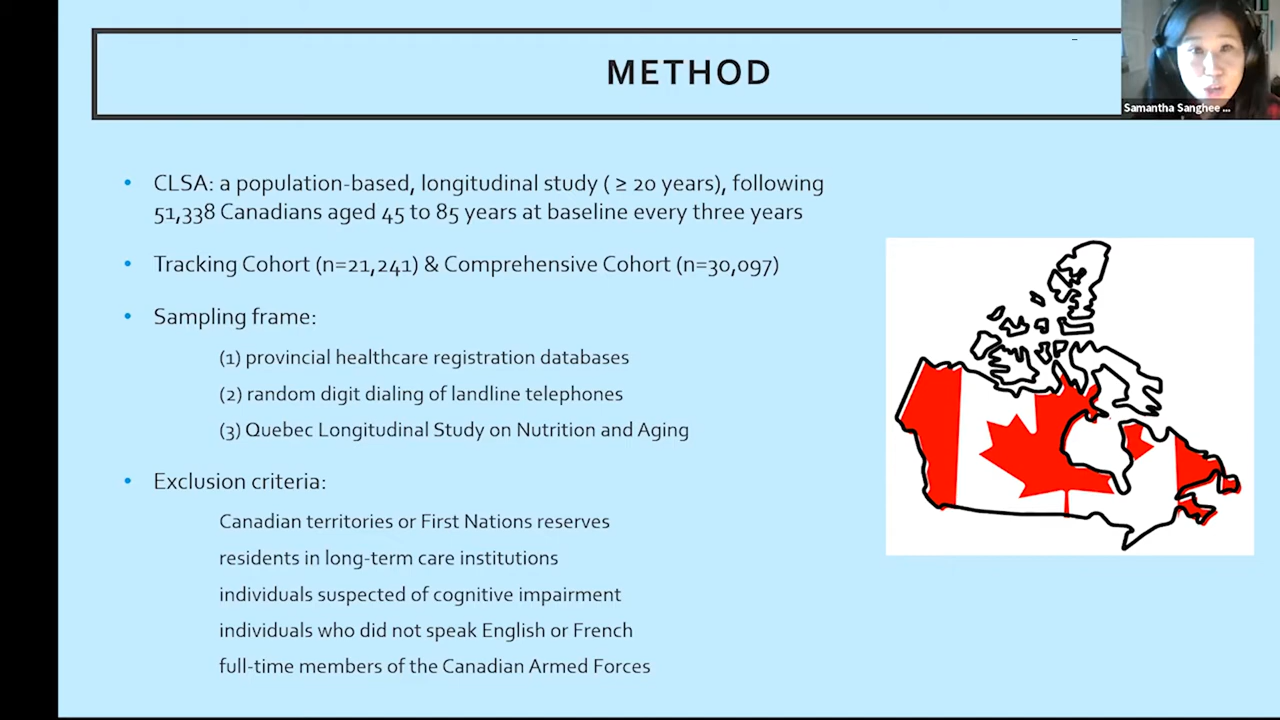 METHOD
Samantha Sanghee ...
• CLSA: a population-based, longitudinal study ( ≥ 20 years), following
51,338 Canadians aged 45 to 85 years at baseline every three years
• Tracking Cohort (n=21,241) & Comprehensive Cohort (n=30,097)
• Sampling frame:
(1) provincial healthcare registration databases
(2) random digit dialing of landline telephones
(3) Quebec Longitudinal Study on Nutrition and Aging
• Exclusion criteria:
Canadian territories or First Nations reserves
residents in long-term care institutions
individuals suspected of cognitive impairment
individuals who did not speak English or French
full-time members of the Canadian Armed Forces